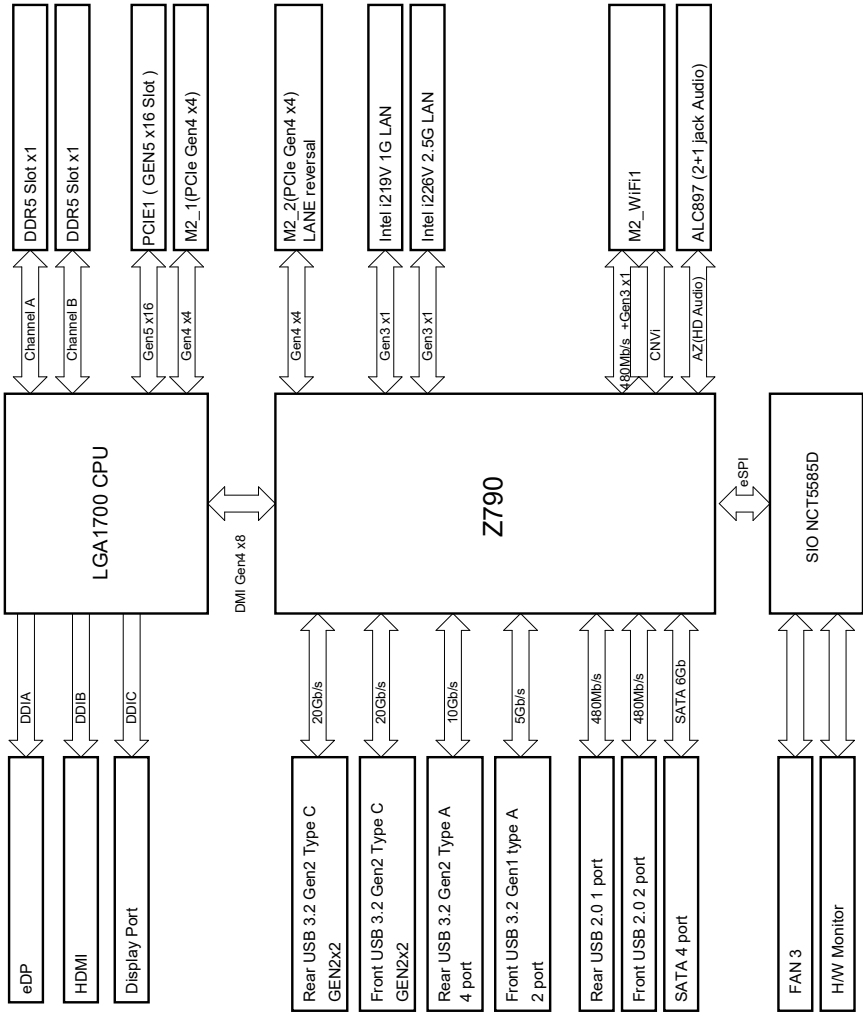 DDR5 Slot x1
DDR5 Slot x1
PCIE1 ( GEN5 x16 Slot )
M2_1(PCIe Gen4 x4)
M2_2(PCIe Gen4 x4)
LANE reversal
Intel i219V 1G LAN
Intel i226V 2.5G LAN
M2_WiFi1
ALC897 (2+1 jack Audio)
Channel A
Channel B
Gen5 x16
Gen4 x4
Gen4 x4
Gen3 x1
Gen3 x1
480Mb/s +Gen3 x1
CNVi
AZ(HD Audio)
LGA1700 CPU
DMI Gen4 x8
Z790
eSPI
SIO NCT5585D
DDIA
DDIB
DDIC
20Gb/s
20Gb/s
10Gb/s
5Gb/s
480Mb/s
480Mb/s
SATA 6Gb
eDP
HDMI
Display Port
Rear USB 3.2 Gen2 Type C
GEN2x2
Front USB 3.2 Gen2 Type C
GEN2x2
Rear USB 3.2 Gen2 Type A
4 port
Front USB 3.2 Gen1 type A
2 port
Rear USB 2.0 1 port
Front USB 2.0 2 port
SATA 4 port
FAN 3
H/W Monitor